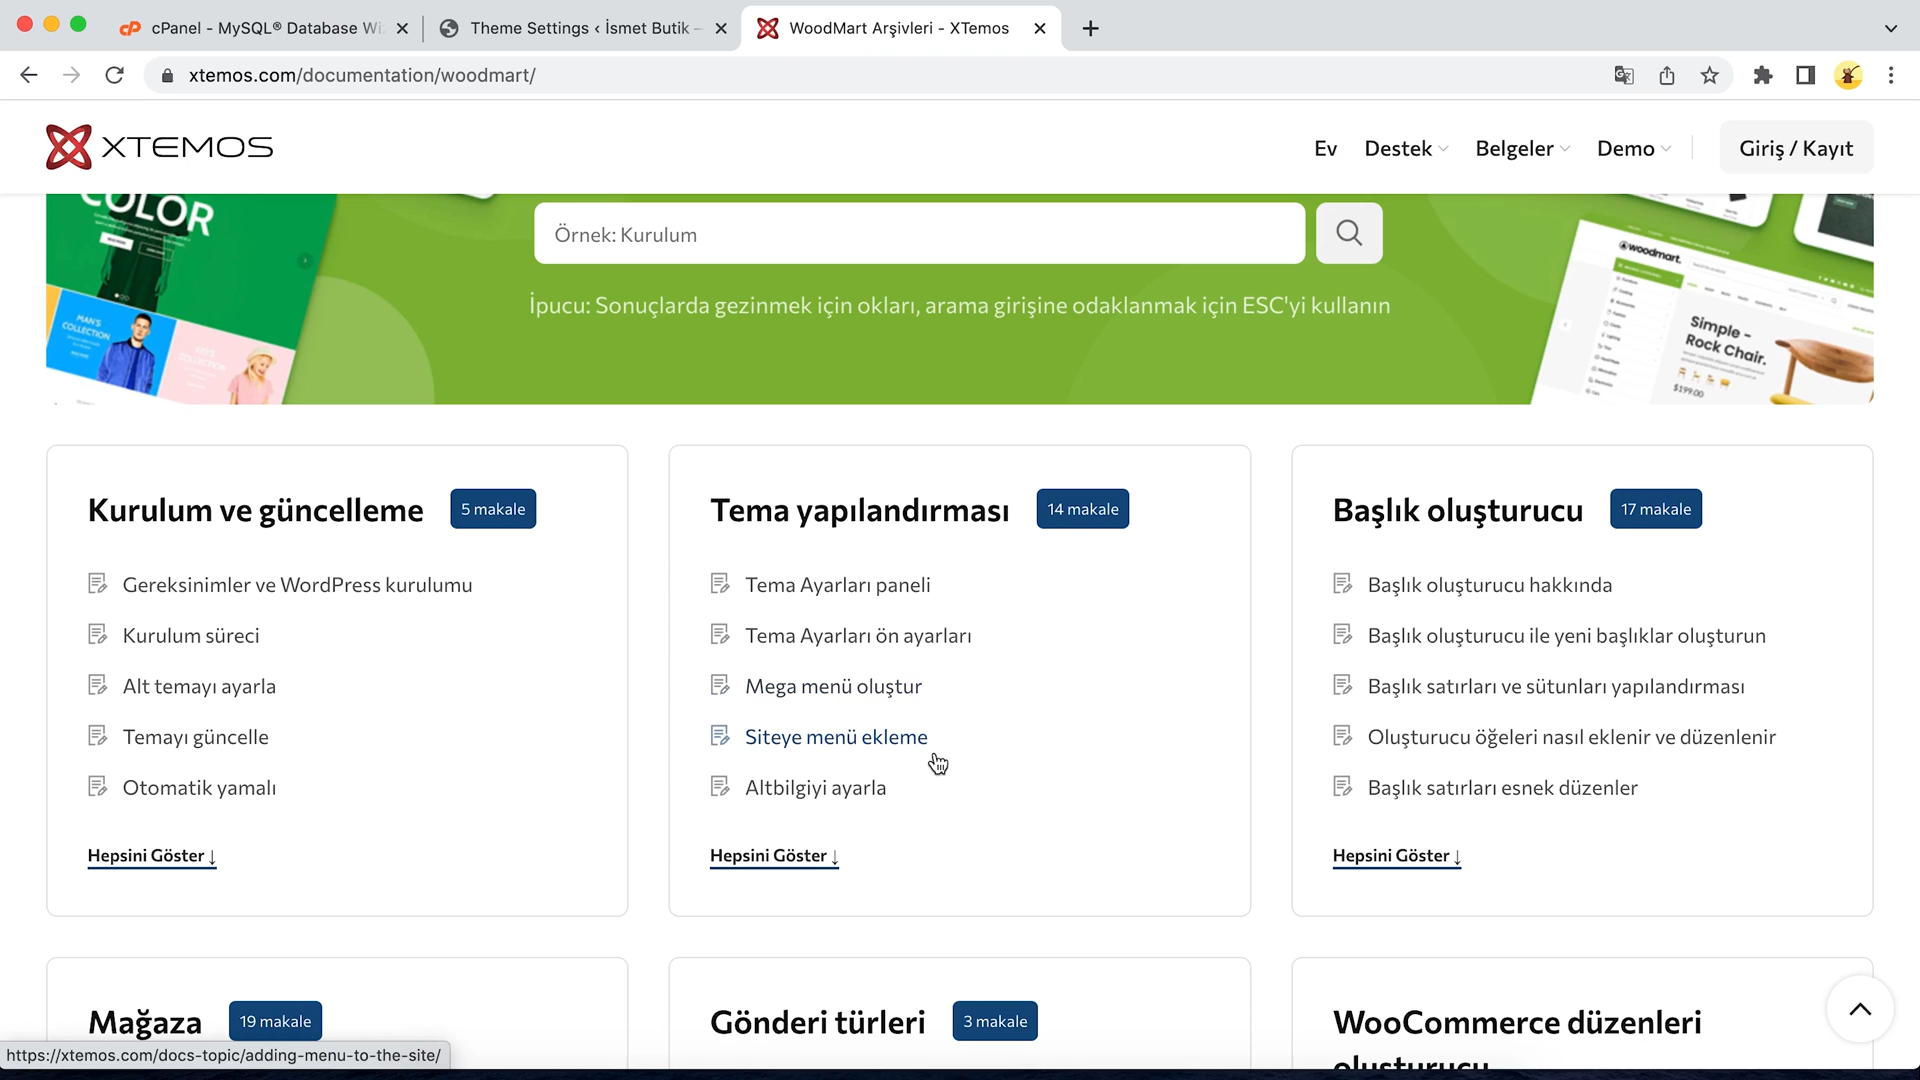 cPanel - MySQL® Database Wiz
Theme Settings ‹ İsmet Butik –
WoodMart Arşivleri - XTemos
xtemos.com/documentation/woodmart/
XTEMOS
Ev
Destek
Belgeler
Demo
Giriş / Kayıt
COLOR
MAN'S
COLLECTION
woodmart.
Simple -
Rock Chair.
$199.00
Örnek: Kurulum
İpucu: Sonuçlarda gezinmek için okları, arama girişine odaklanmak için ESC'yi kullanın
Kurulum ve güncelleme
5 makale
Gereksinimler ve WordPress kurulumu
Kurulum süreci
Alt temayı ayarla
Temayı güncelle
Otomatik yamalı
Hepsini Göster ↓
Tema yapılandırması
14 makale
Tema Ayarları paneli
Tema Ayarları ön ayarları
Mega menü oluştur
Siteye menü ekleme
Altbilgiyi ayarla
Hepsini Göster ↓
Başlık oluşturucu
17 makale
Başlık oluşturucu hakkında
Başlık oluşturucu ile yeni başlıklar oluşturun
Başlık satırları ve sütunları yapılandırması
Oluşturucu öğeleri nasıl eklenir ve düzenlenir
Başlık satırları esnek düzenler
Hepsini Göster ↓
Mağaza
19 makale
Gönderi türleri
3 makale
WooCommerce düzenleri
oluşturucu
https://xtemos.com/docs-topic/adding-menu-to-the-site/